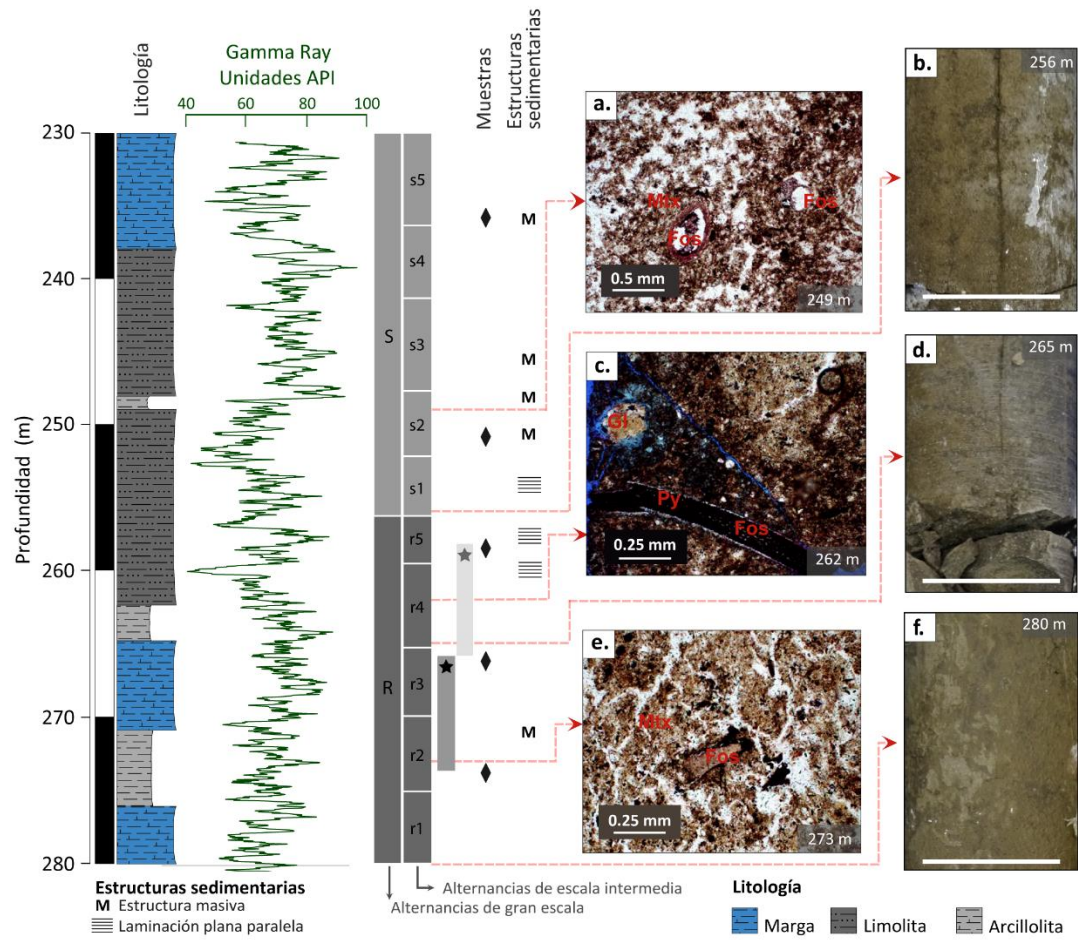 Litología
Gamma Ray
Unidades API
40 60 80 100
Muestras
Estructuras
sedimentarias
Profundidad (m)
230
240
250
260
270
280
S
R
s5
s4
s3
s2
s1
r5
r4
r3
r2
r1
M
M
M
M
M
a.
Mtx
Fos
Fos
0.5 mm
249 m
b.
256 m
c.
Gl
Py
Fos
0.25 mm
262 m
d.
265 m
e.
Mtx
Fos
0.25 mm
273 m
f.
280 m
Estructuras sedimentarias
M Estructura masiva
Laminación plana paralela
Alternancias de escala intermedia
Alternancias de gran escala
Litología
Marga
Limolita
Arcillolita